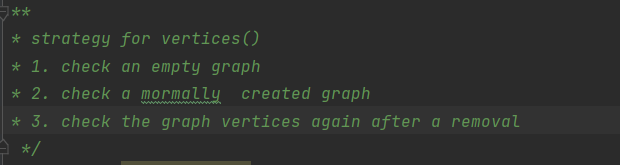 **
* strategy for vertices()
* 1. check an empty graph
* 2. check a mormally  created graph
* 3. check the graph vertices again after a removal
*/